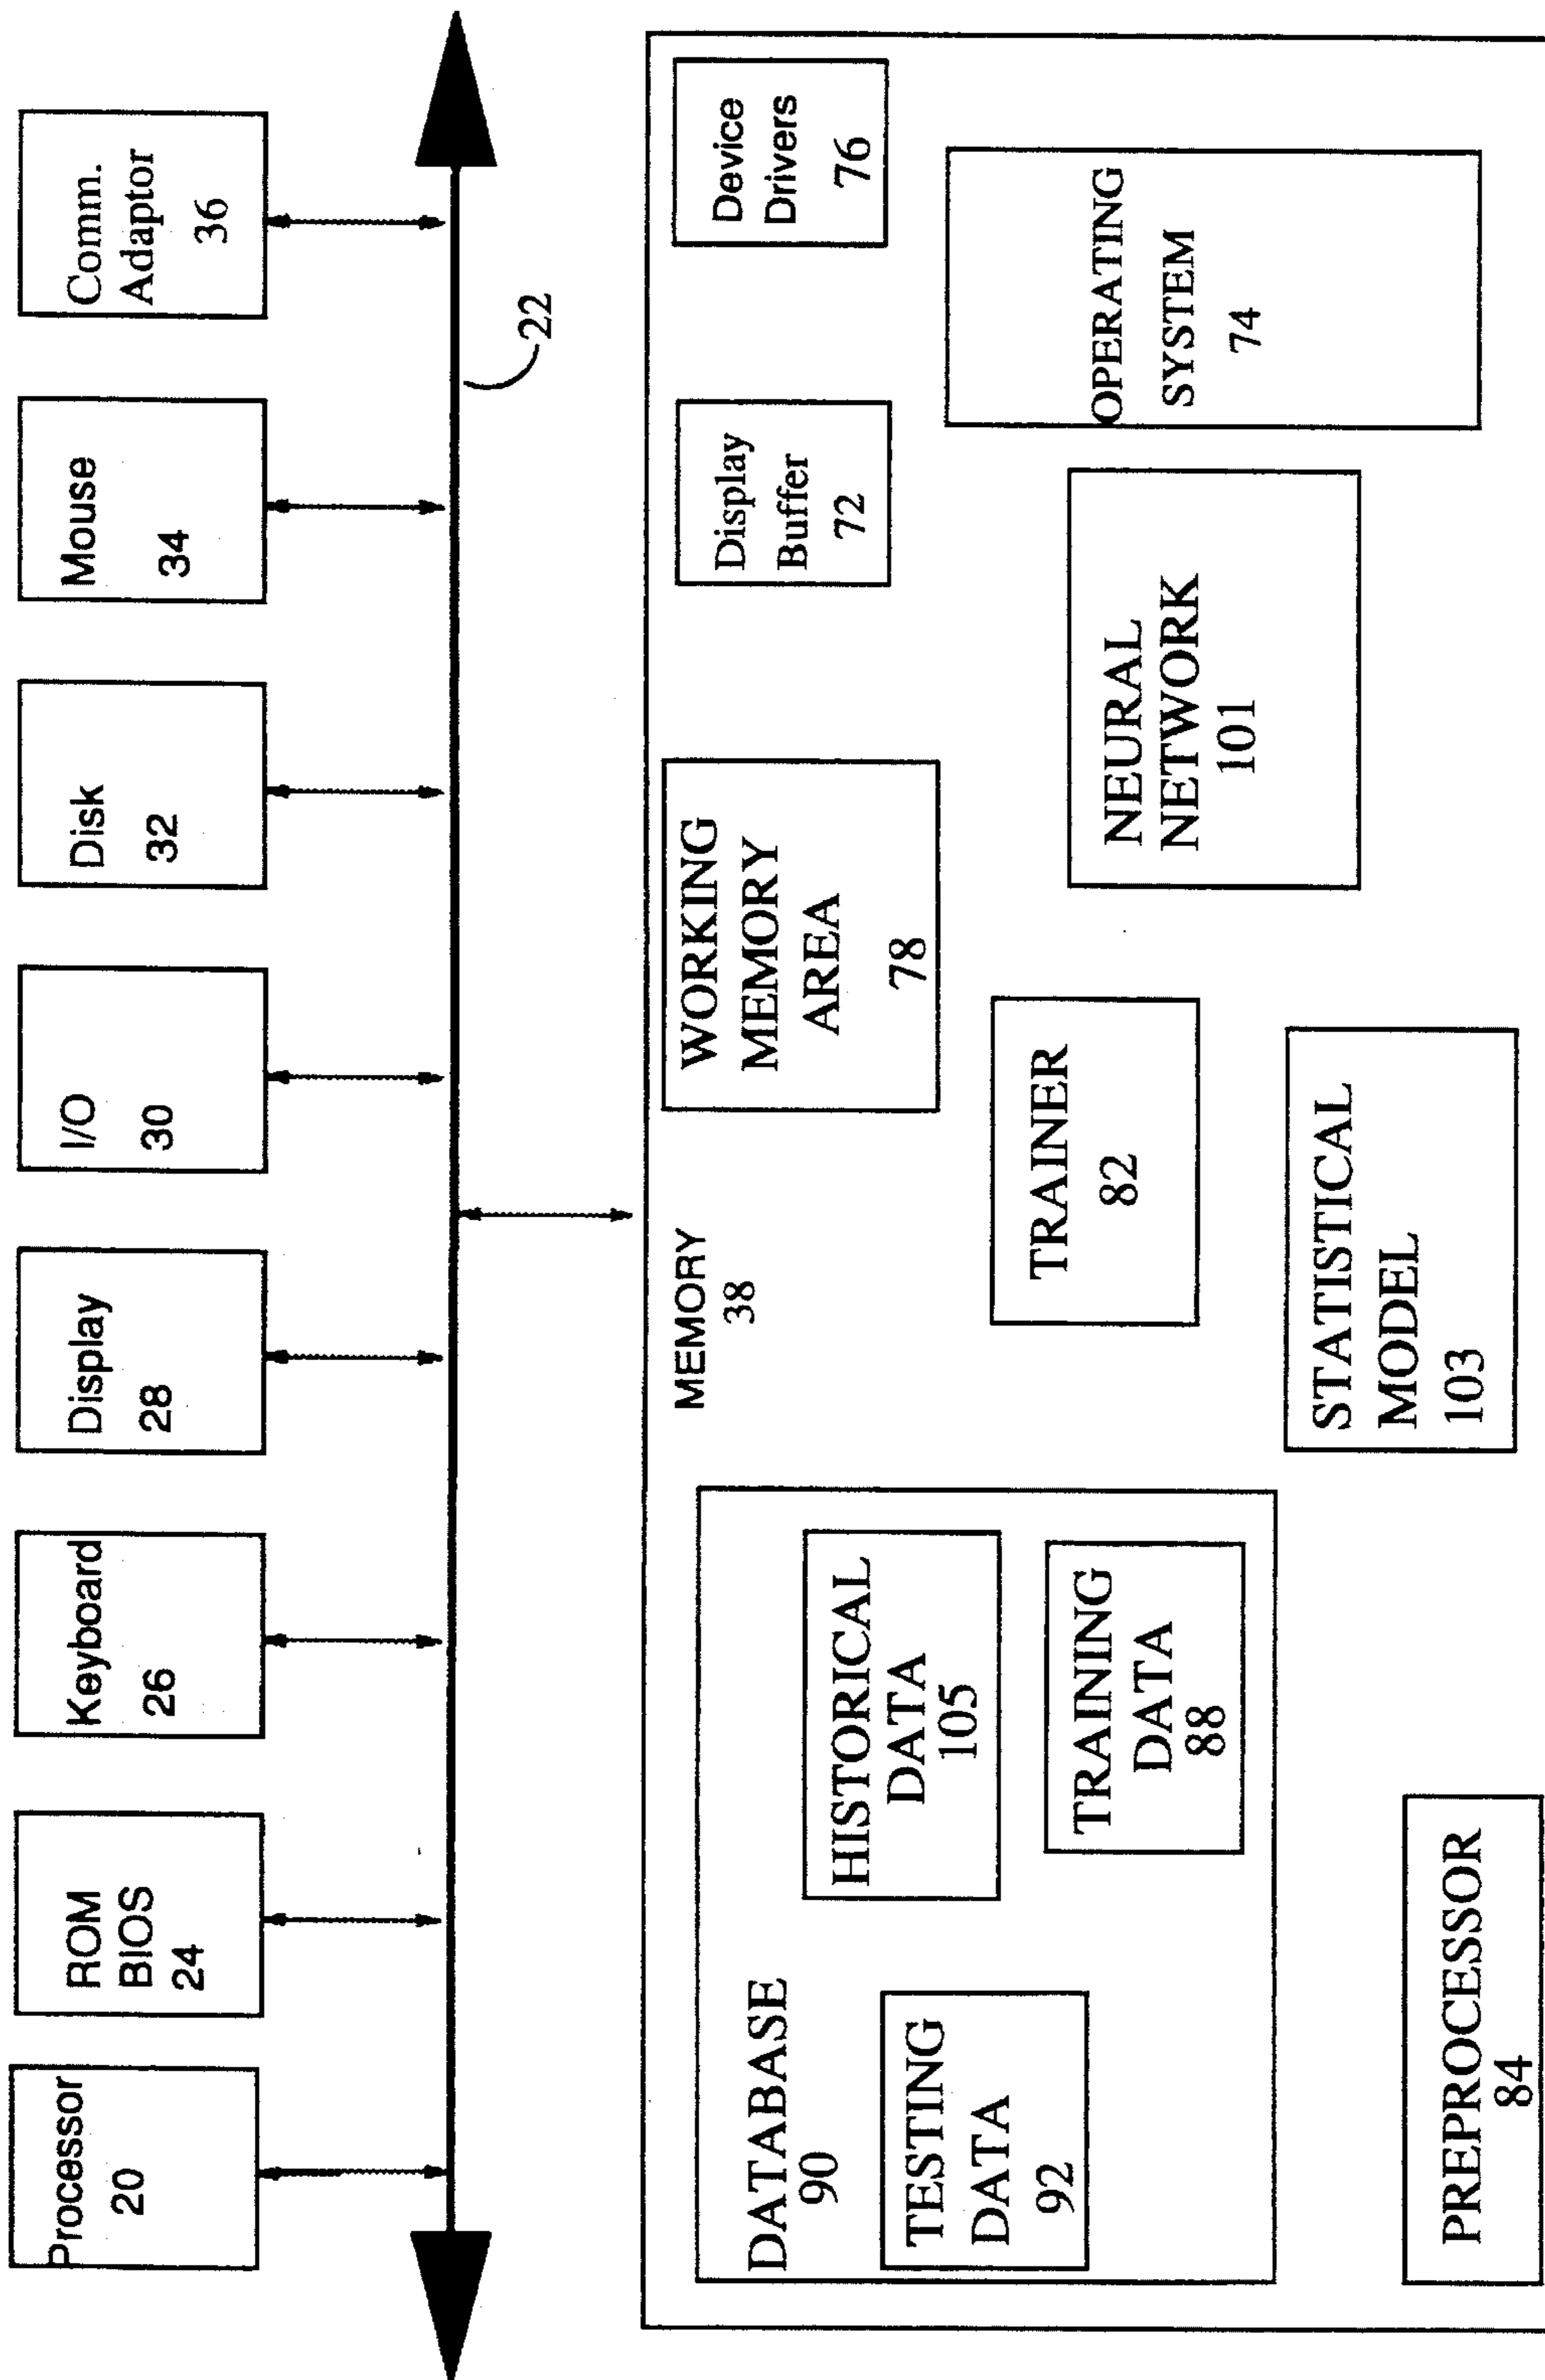 Processor
20
ROM
BIOS
24
Keyboard
26
Display
28
I/O
30
Disk
32
Mouse
34
Comm.
Adaptor
36
22
MEMORY
38
DATABASE
90
TESTING
DATA
92
HISTORICAL
DATA
105
TRAINING
DATA
88
PREPROCESSOR
84
WORKING
MEMORY
AREA
78
TRAINER
82
STATISTICAL
MODEL
103
Display
Buffer
72
Device
Drivers
76
NEURAL
NETWORK
101
OPERATING
SYSTEM
74